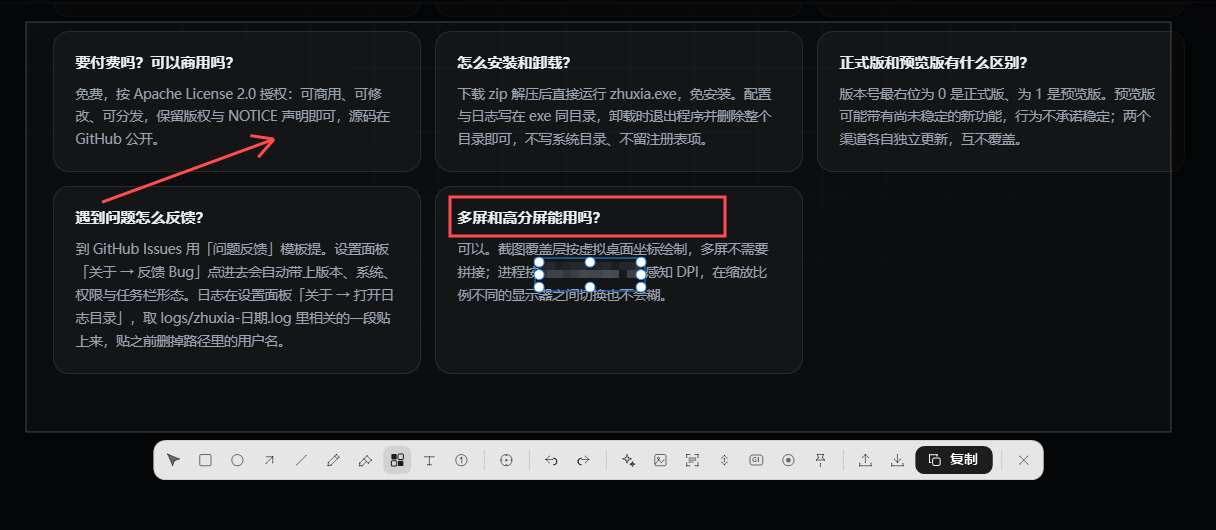 要付费吗？可以商用吗？
免费，按 Apache License 2.0 授权：可商用、可修
改、可分发，保留版权与 NOTICE 声明即可，源码在
GitHub 公开。
怎么安装和卸载？
下载 zip 解压后直接运行 zhuxia.exe，免安装。配置
与日志写在 exe 同目录，卸载时退出程序并删除整个
目录即可，不写系统目录、不留注册表项。
正式版和预览版有什么区别？
版本号最右位为 0 是正式版、为 1 是预览版。预览版
可能带有尚未稳定的新功能，行为不承诺稳定；两个
渠道各自独立更新，互不覆盖。
遇到问题怎么反馈？
到 GitHub Issues 用「问题反馈」模板提。设置面板
「关于 → 反馈 Bug」点进去会自动带上版本、系统、
权限与任务栏形态。日志在设置面板「关于 → 打开日
志目录」，取 logs/zhuxia-日期.log 里相关的一段贴
上来，贴之前删掉路径里的用户名。
多屏和高分屏能用吗？
可以。截图覆盖层按虚拟桌面坐标绘制，多屏不需要
拼接；进程按 感知 DPI，在缩放比
例不同的显示器之间切换也不会糊。
T
1
GI
复制